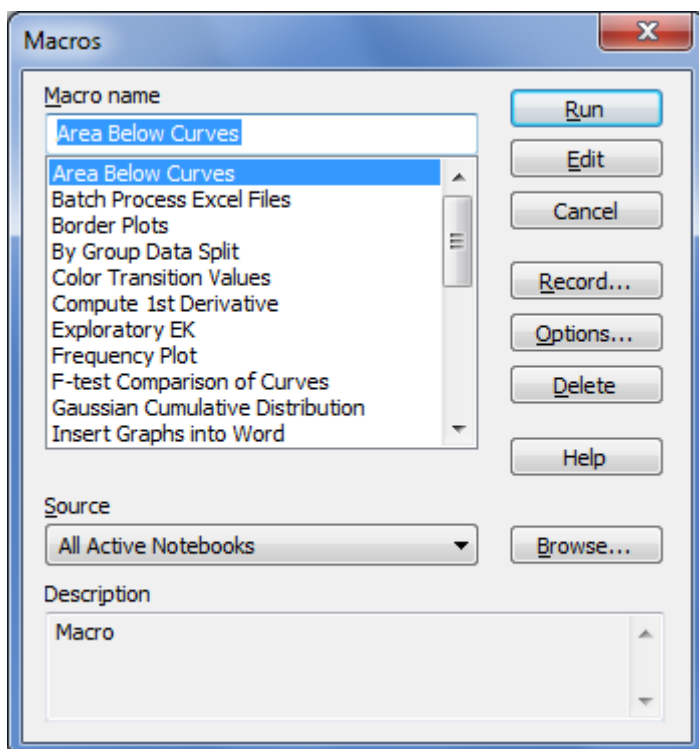 Macros
Macro name
Area Below Curves
Area Below Curves
Batch Process Excel Files
Border Plots
By Group Data Split
Color Transition Values
Compute 1st Derivative
Exploratory EK
Frequency Plot
F-test Comparison of Curves
Gaussian Cumulative Distribution
Insert Graphs into Word
Run
Edit
Cancel
Record...
Options...
Delete
Help
Source
All Active Notebooks
Browse...
Description
Macro